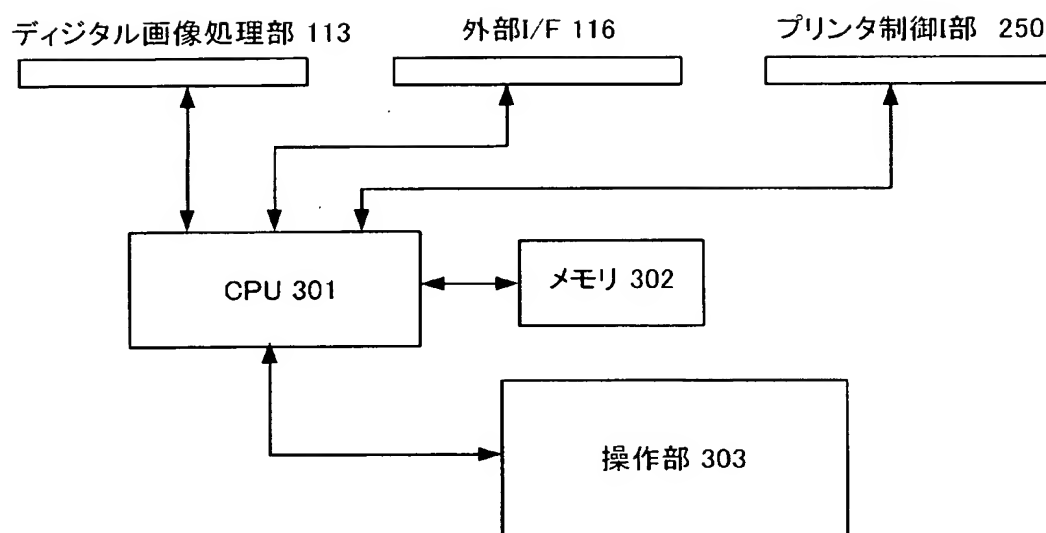 ディジタル画像処理部 113
外部I/F 116
プリンタ制御I部 250
CPU 301
メモリ 302
操作部 303